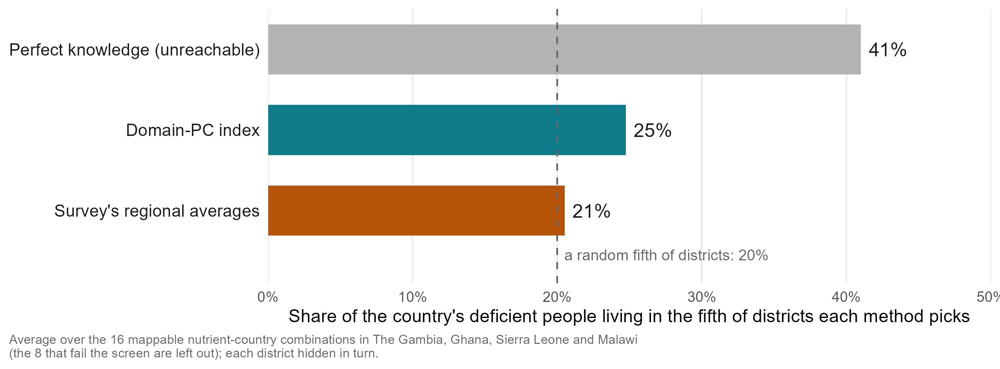 Perfect knowledge (unreachable)
41%
Domain-PC index
25%
Survey's regional averages
21%
a random fifth of districts: 20%
0%
10%
20%
30%
40%
50%
Share of the country's deficient people living in the fifth of districts each method picks
Average over the 16 mappable nutrient-country combinations in The Gambia, Ghana, Sierra Leone and Malawi
(the 8 that fail the screen are left out); each district hidden in turn.